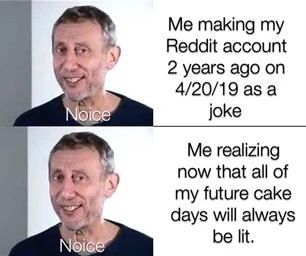 Me making my
Reddit account
2 years ago on
4/20/19 as a
joke
Noice
Me realizing
now that all of
my future cake
days will always
be lit.
Noice